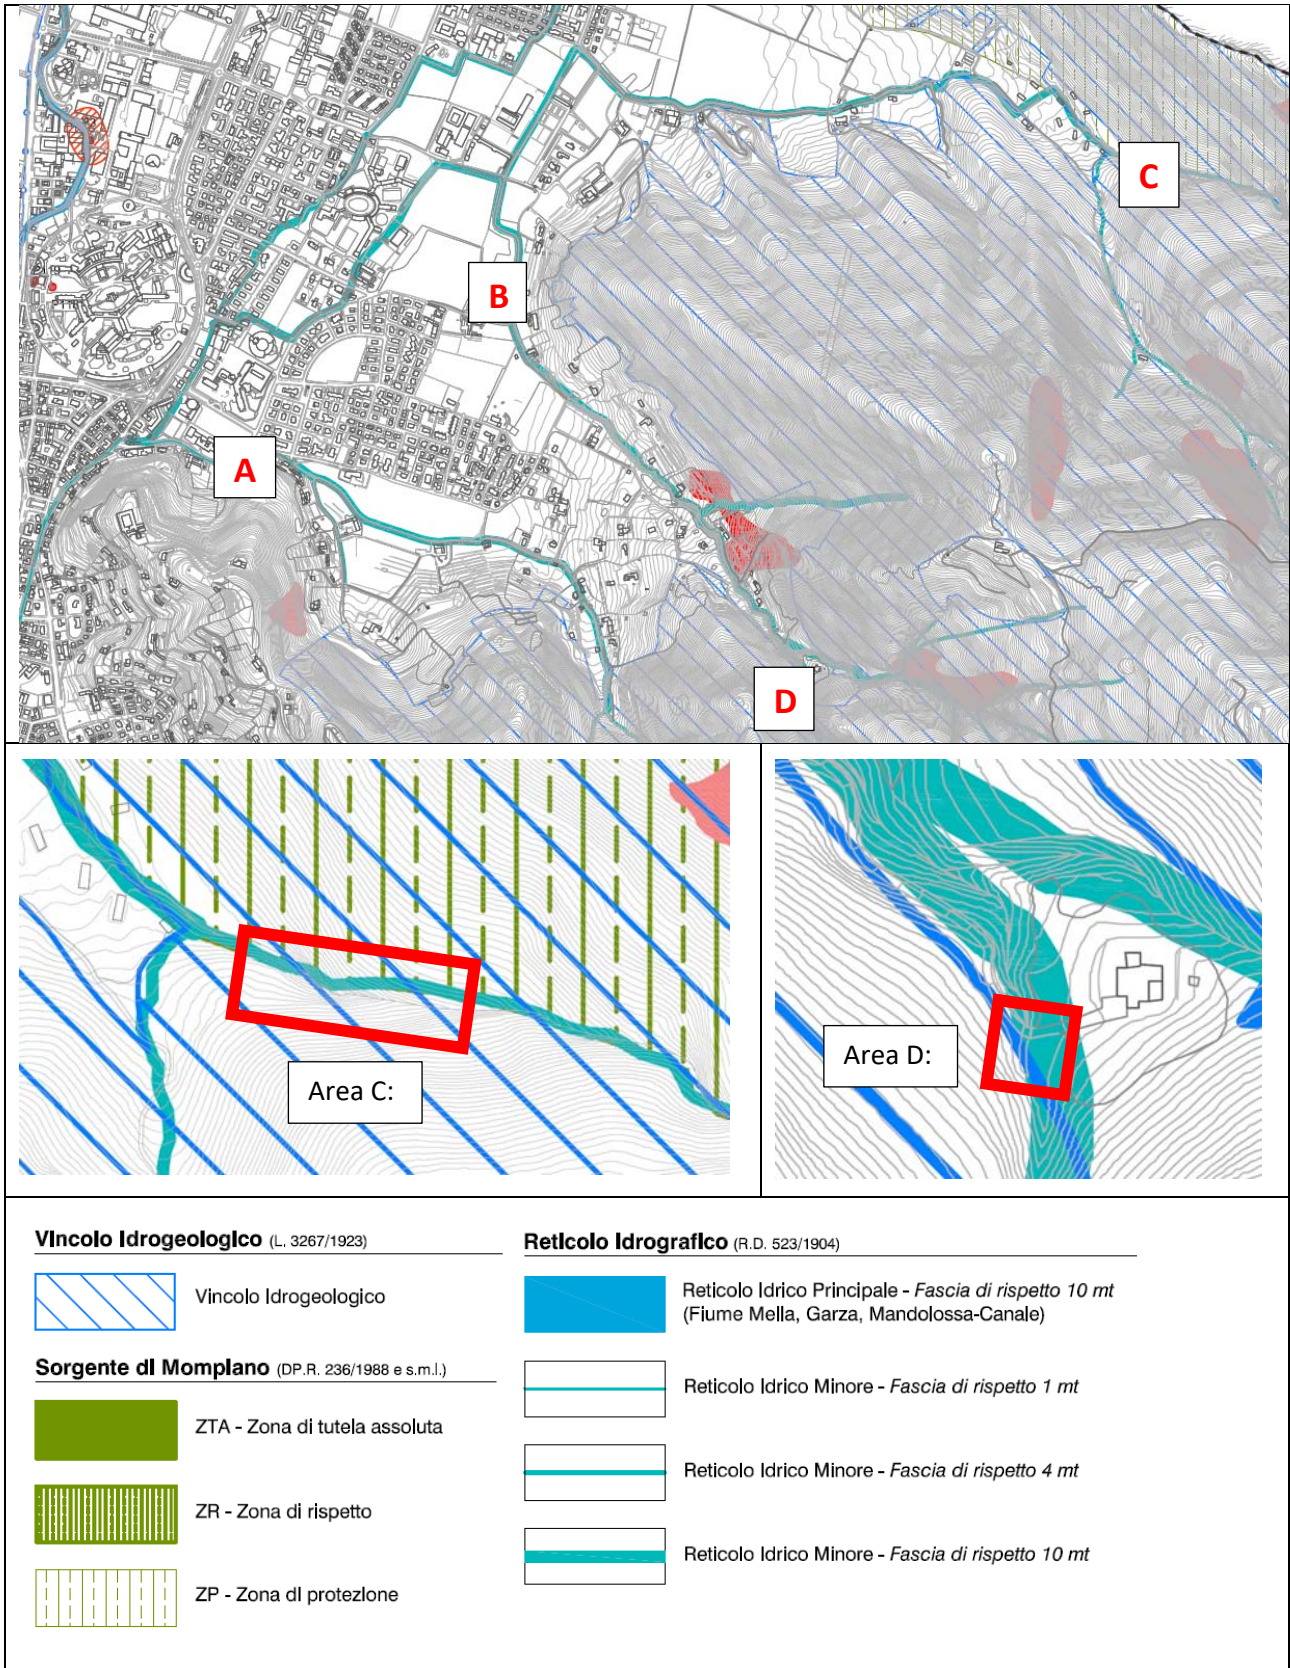 C
B
A
D
Area C:
Area D:
Vincolo Idrogeologico (L. 3267/1923)
Vincolo Idrogeologico
Sorgente di Mompiano (DP.R. 236/1988 e s.m.l.)
ZTA - Zona di tutela assoluta
ZR - Zona di rispetto
ZP - Zona di protezione
Reticolo Idrografico (R.D. 523/1904)
Reticolo Idrico Principale - Fascia di rispetto 10 mt
(Fiume Mella, Garza, Mandolossa-Canale)
Reticolo Idrico Minore - Fascia di rispetto 1 mt
Reticolo Idrico Minore - Fascia di rispetto 4 mt
Reticolo Idrico Minore - Fascia di rispetto 10 mt